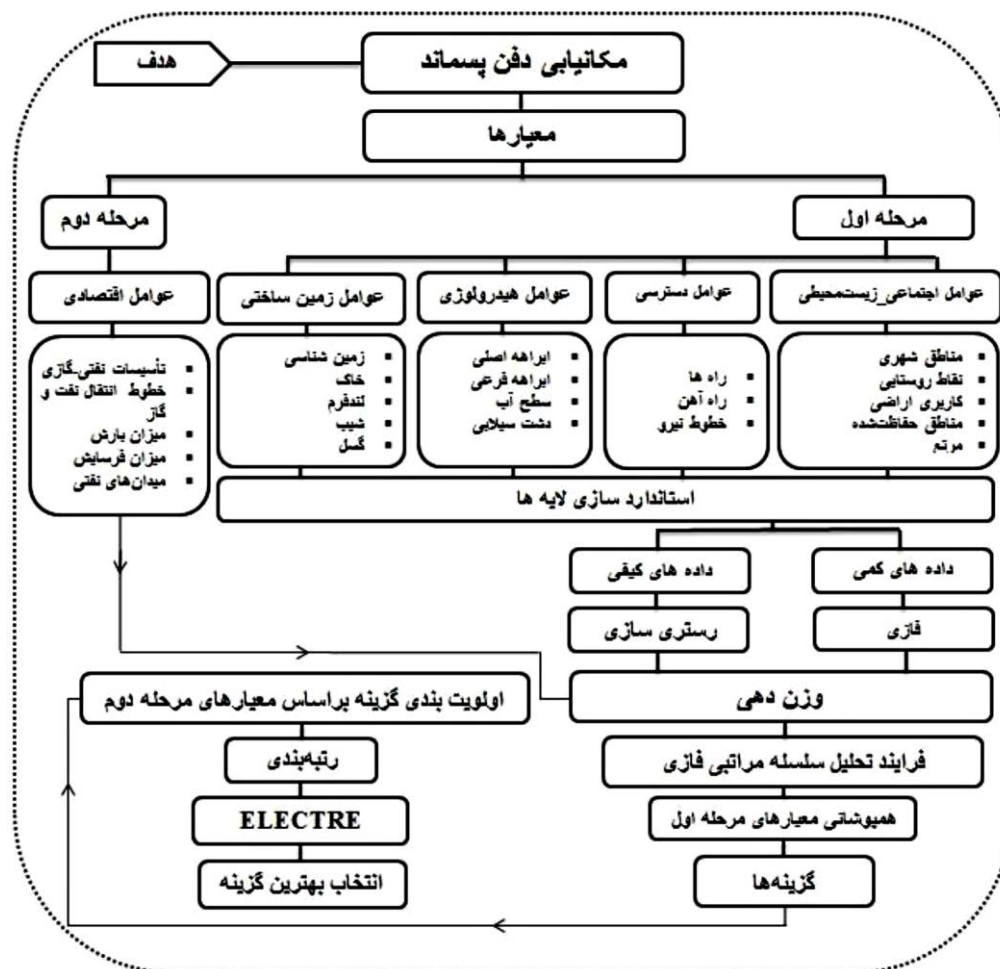 مکانیابی دفن پسماند
هدف
معیارها
مرحله اول
مرحله دوم
عوامل اجتماعی_زیست‌محیطی
عوامل دسترسی
عوامل هیدرولوژی
عوامل زمین ساختی
عوامل اقتصادی
مناطق شهری
نقاط روستایی
کاربری اراضی
مناطق حفاظت‌شده
مرتع
راه ها
راه آهن
خطوط نیرو
ابراهه اصلی
ابراهه فرعی
سطح آب
دشت سیلابی
زمین شناسی
خاک
لندفرم
شیب
گسل
تأسیسات نفتی-گازی
خطوط انتقال نفت و
گاز
میزان بارش
میزان فرسایش
میدان‌های نفتی
استاندارد سازی لایه ها
داده های کمی
داده های کیفی
فازی
رستری سازی
وزن دهی
فرایند تحلیل سلسله مراتبی فازی
همپوشانی معیارهای مرحله اول
گزینه‌ها
اولویت بندی گزینه براساس معیارهای مرحله دوم
رتبه‌بندی
ELECTRE
انتخاب بهترین گزینه